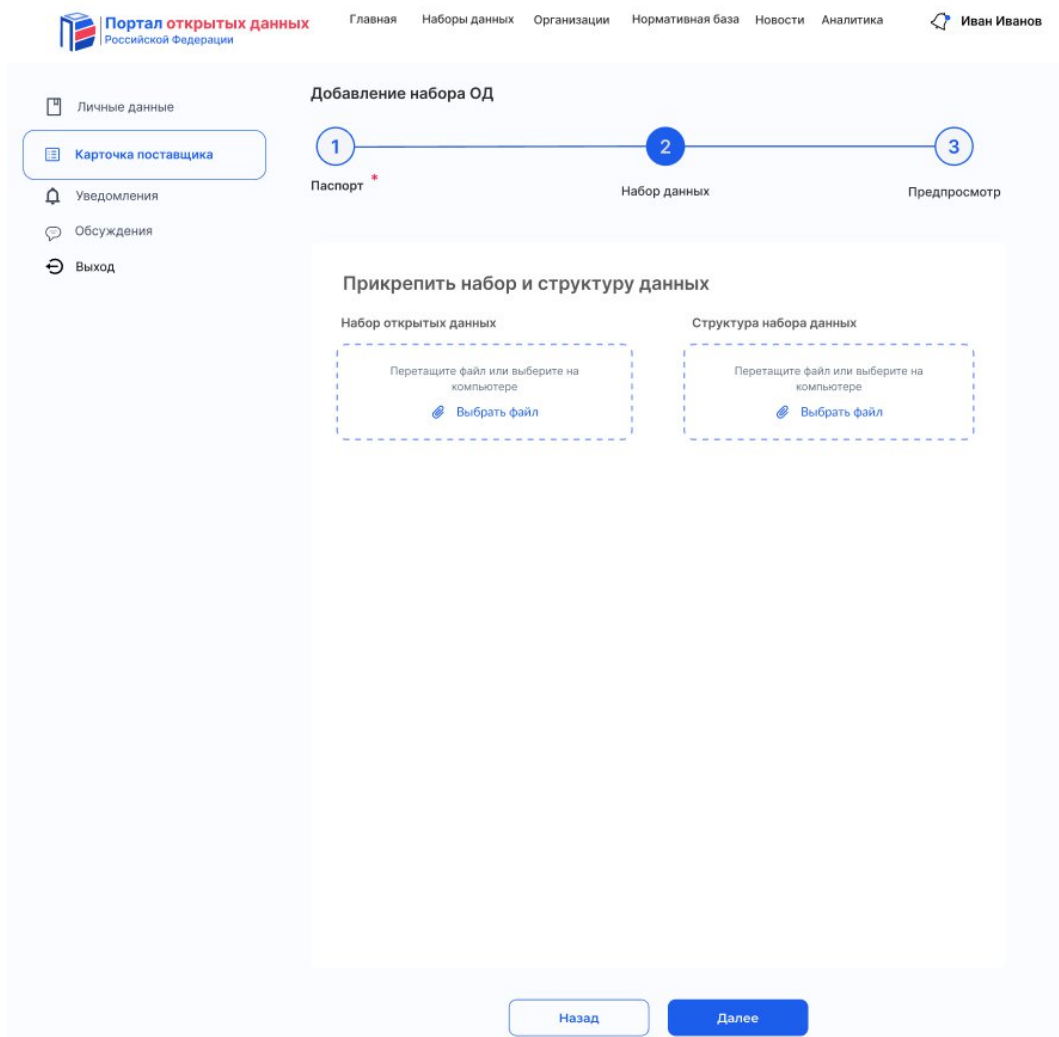 Портал открытых данных
Российской Федерации
Главная
Наборы данных
Организации
Нормативная база
Новости
Аналитика
Иван Иванов
Личные данные
Карточка поставщика
Уведомления
Обсуждения
Выход
Добавление набора ОД
1
2
3
Паспорт *
Набор данных
Предпросмотр
Прикрепить набор и структуру данных
Набор открытых данных
Перетащите файл или выберите на
компьютере
Выбрать файл
Структура набора данных
Перетащите файл или выберите на
компьютере
Выбрать файл
Назад
Далее